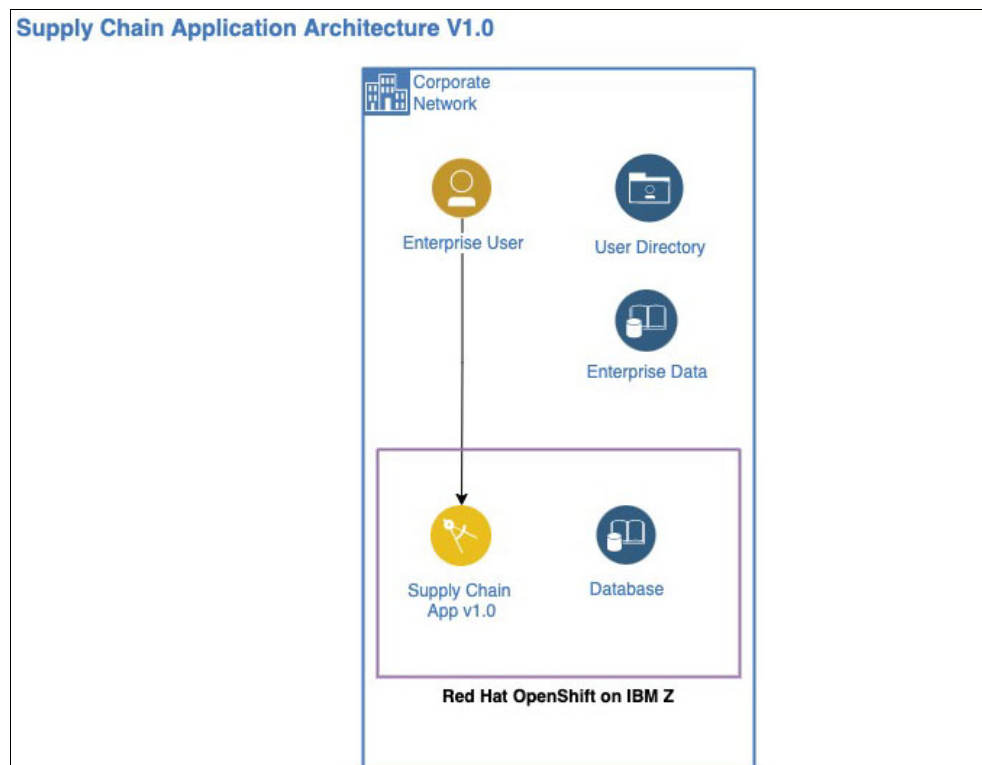 Supply Chain Application Architecture V1.0
Corporate
Network
Enterprise User
User Directory
Enterprise Data
Supply Chain
App v1.0
Database
Red Hat OpenShift on IBM Z